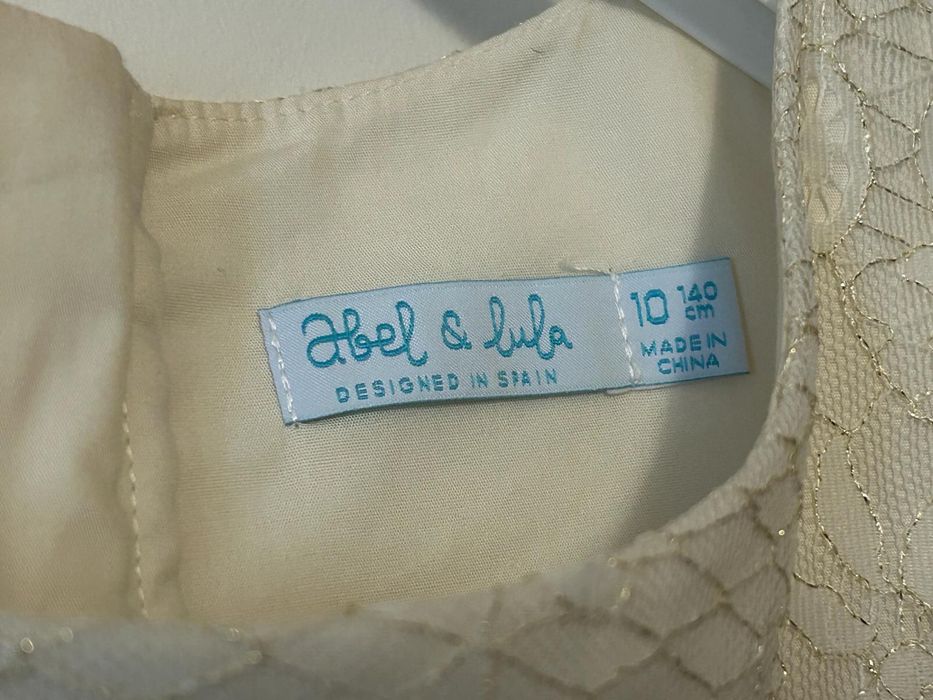 abel & lula
DESIGNED IN SPAIN
10 140 cm
MADE IN
CHINA